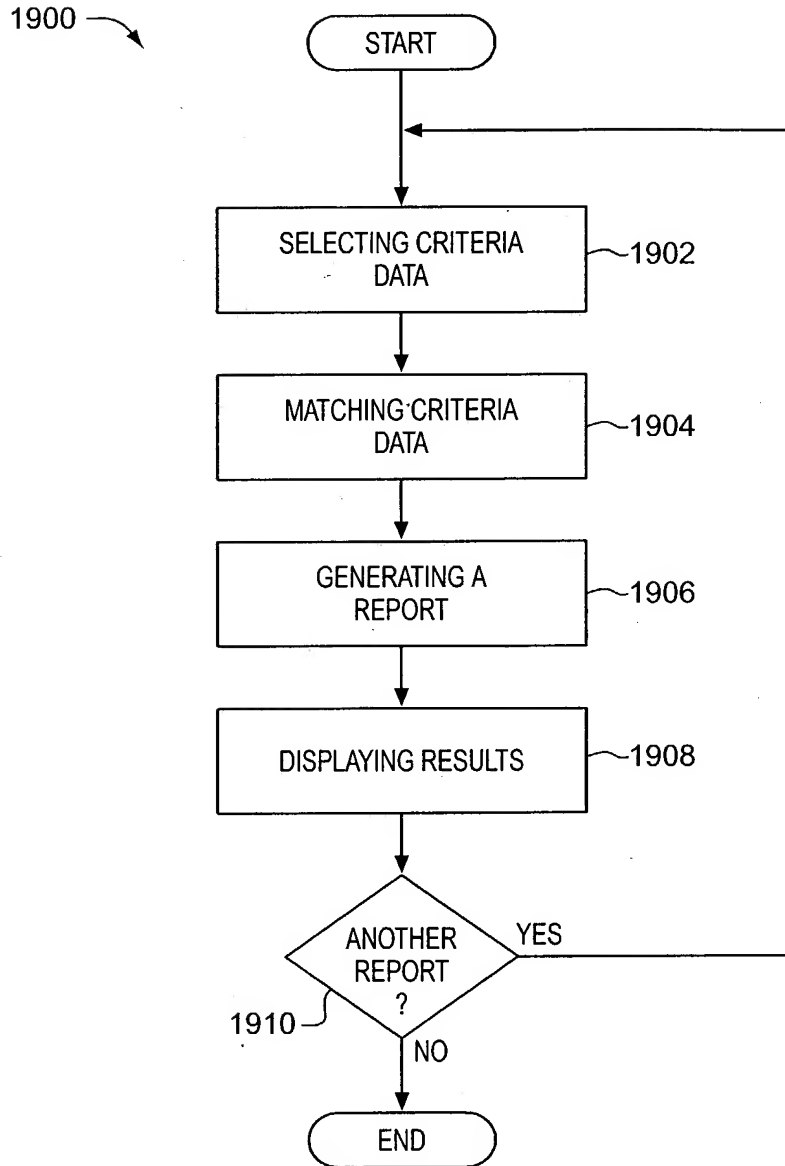 1900
START
SELECTING CRITERIA
DATA
1902
MATCHING CRITERIA
DATA
1904
GENERATING A
REPORT
1906
DISPLAYING RESULTS
1908
ANOTHER
REPORT
?
YES
1910
NO
END